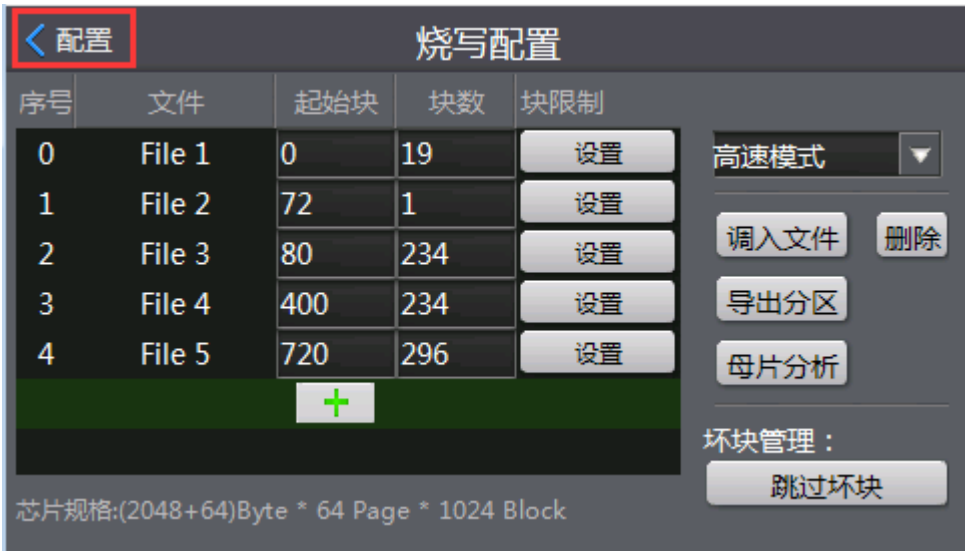 配置 烧写配置
序号 文件 起始块 块数 块限制
0 File 1 0 19 设置
高速模式
1 File 2 72 1 设置
调入文件 删除
2 File 3 80 234 设置
3 File 4 400 234 设置
导出分区
4 File 5 720 296 设置
母片分析
+
坏块管理：
跳过坏块
芯片规格:(2048+64)Byte * 64 Page * 1024 Block